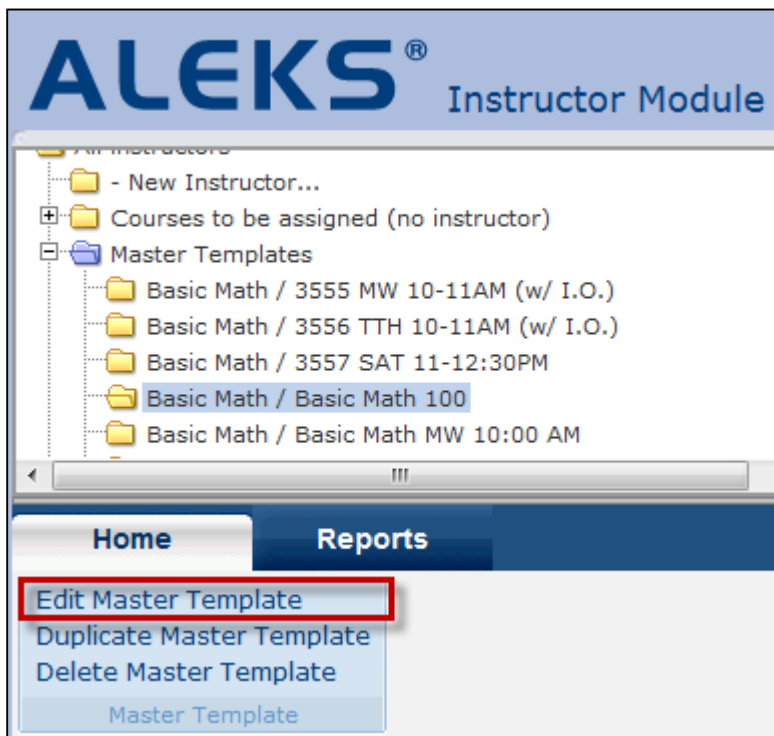 ALEKS® Instructor Module
All Instructors
- New Instructor...
Courses to be assigned (no instructor)
Master Templates
Basic Math / 3555 MW 10-11AM (w/ I.O.)
Basic Math / 3556 TTH 10-11AM (w/ I.O.)
Basic Math / 3557 SAT 11-12:30PM
Basic Math / Basic Math 100
Basic Math / Basic Math MW 10:00 AM
Home Reports
Edit Master Template
Duplicate Master Template
Delete Master Template
Master Template